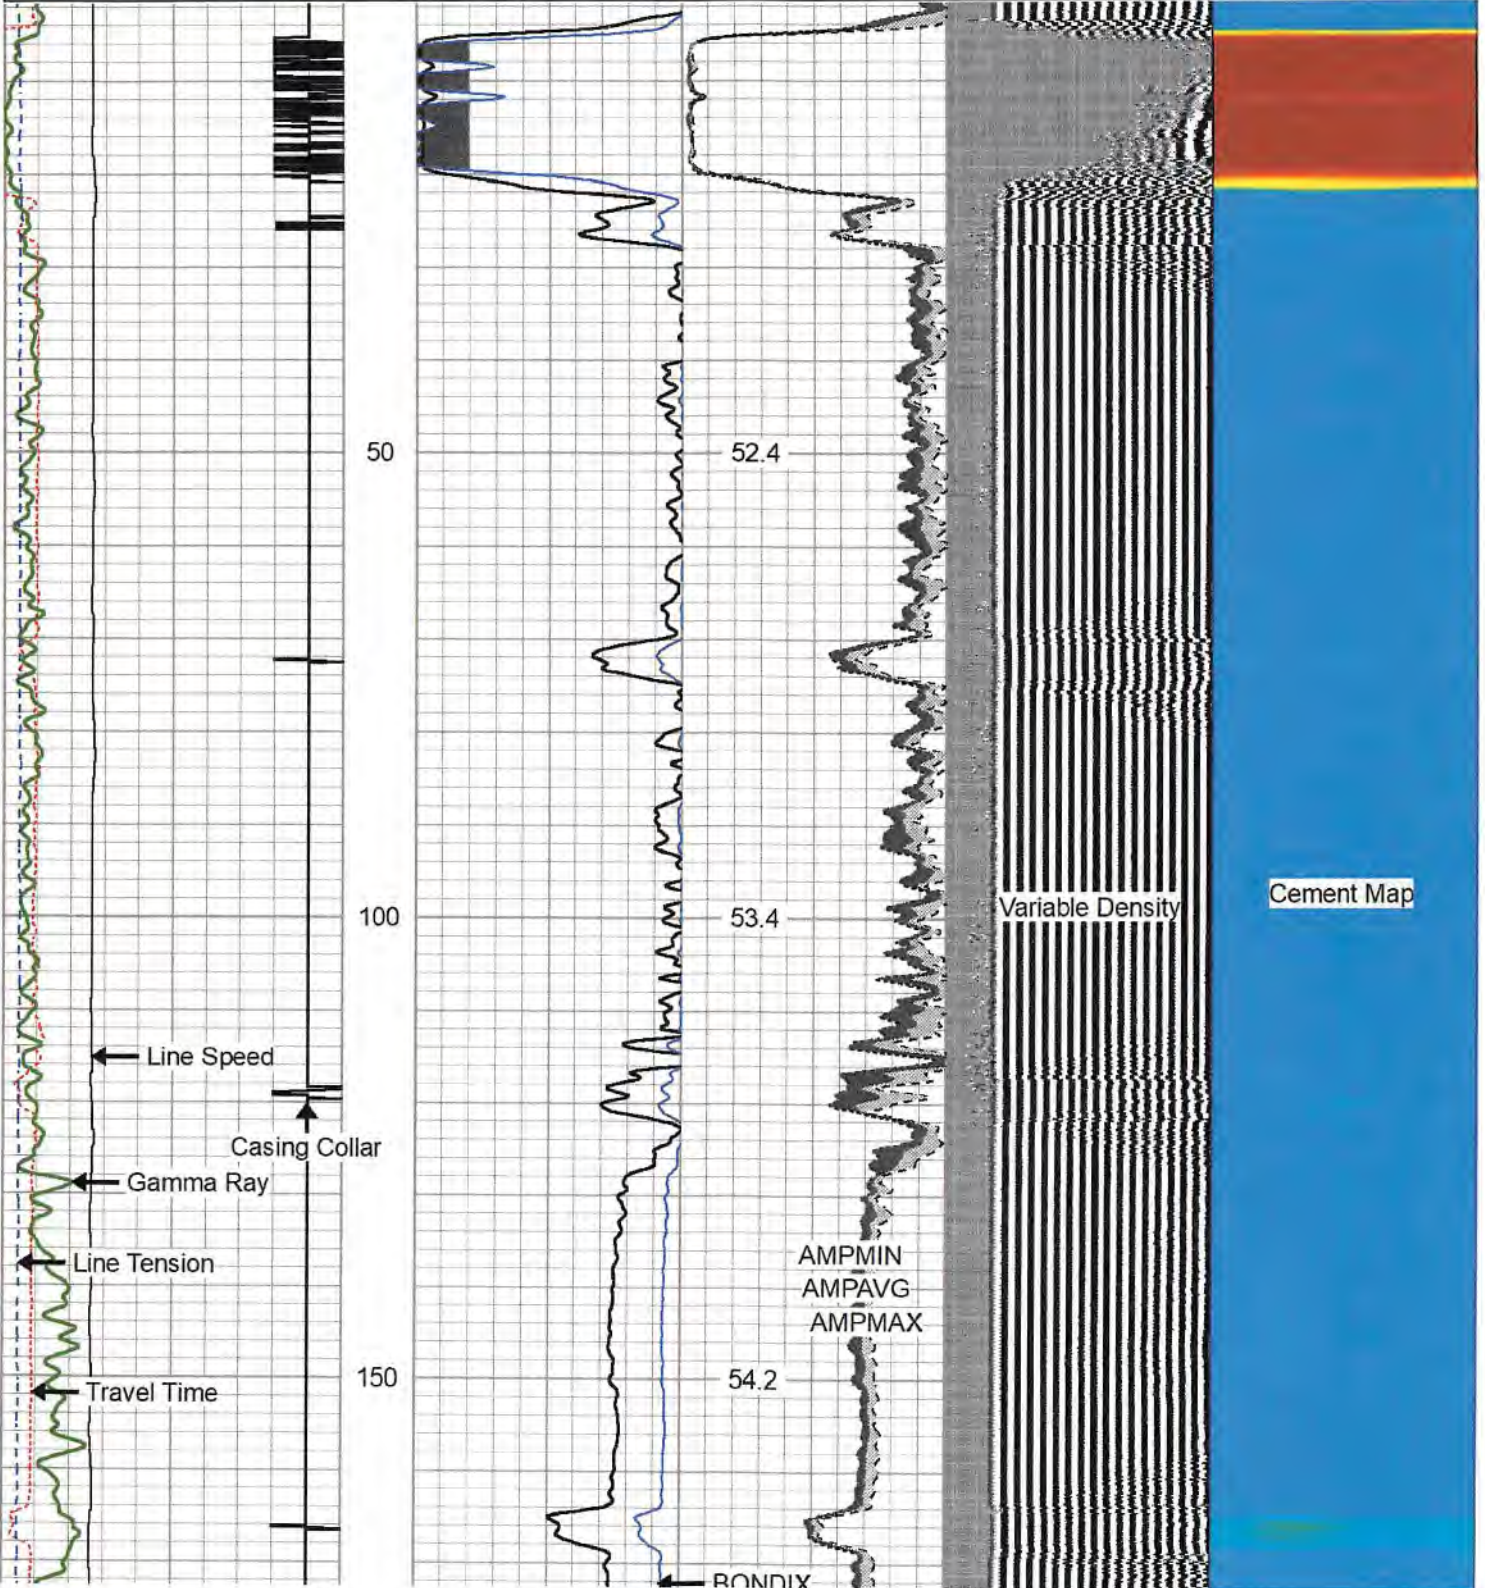 50
52.4
100
53.4
Variable Density
Cement Map
Line Speed
Casing Collar
Gamma Ray
AMPMIN
Line Tension
AMPAVG
AMPMAX
150
54.2
Travel Time
BONDIX